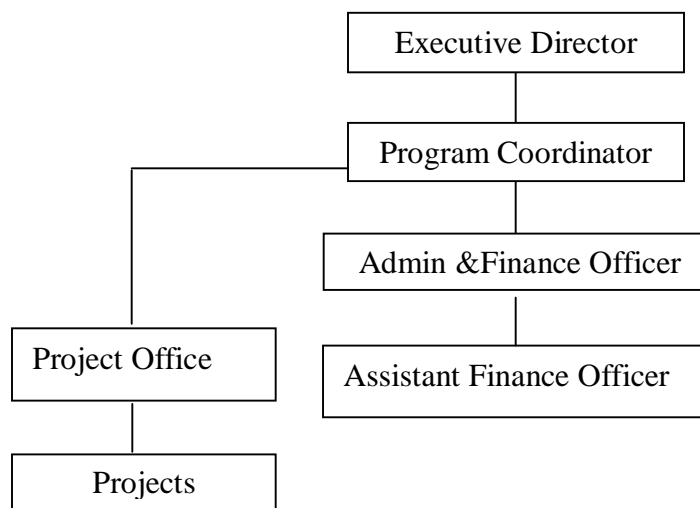 Executive Director
Program Coordinator
Admin &Finance Officer
Project Office
Assistant Finance Officer
Projects